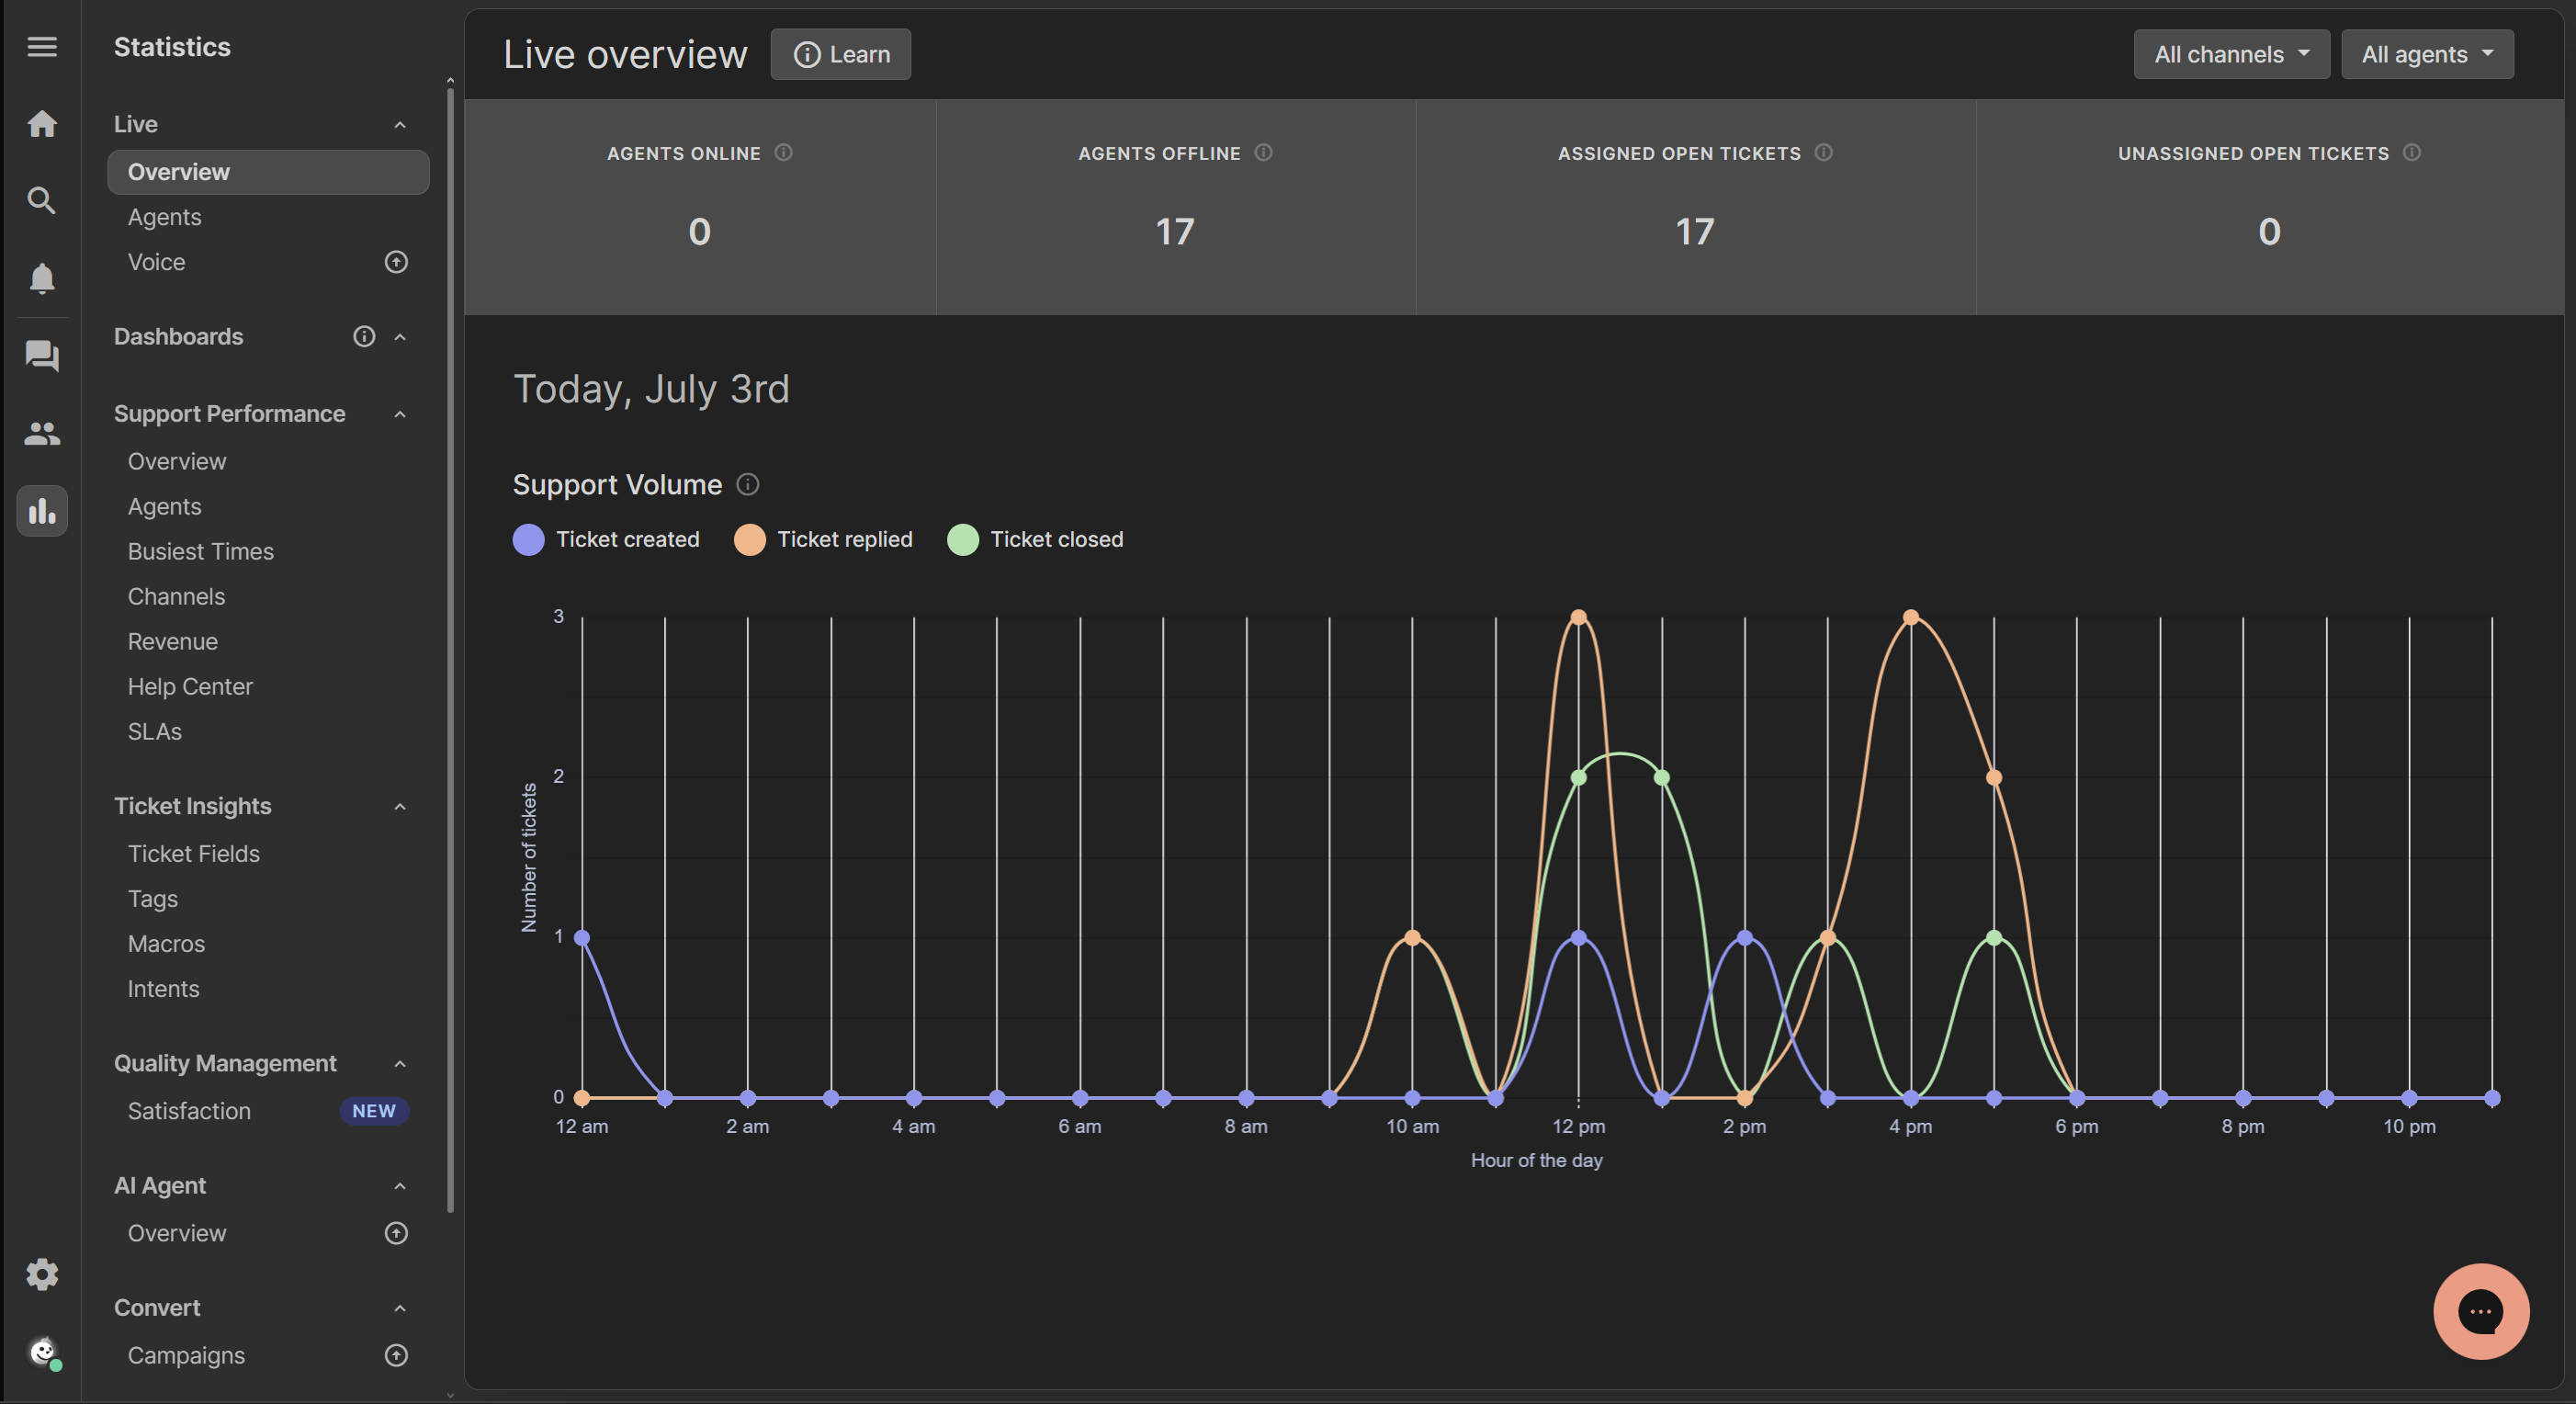 Statistics
Live
Overview
Agents
Voice
Dashboards
Support Performance
Overview
Agents
Busiest Times
Channels
Revenue
Help Center
SLAs
Ticket Insights
Ticket Fields
Tags
Macros
Intents
Quality Management
Satisfaction NEW
AI Agent
Overview
Convert
Campaigns
Live overview Learn All channels All agents
AGENTS ONLINE AGENTS OFFLINE ASSIGNED OPEN TICKETS UNASSIGNED OPEN TICKETS
0 17 17 0
Today, July 3rd
Support Volume
Ticket created Ticket replied Ticket closed
3
2
1
0
Number of tickets
12 am 2 am 4 am 6 am 8 am 10 am 12 pm 2 pm 4 pm 6 pm 8 pm 10 pm
Hour of the day